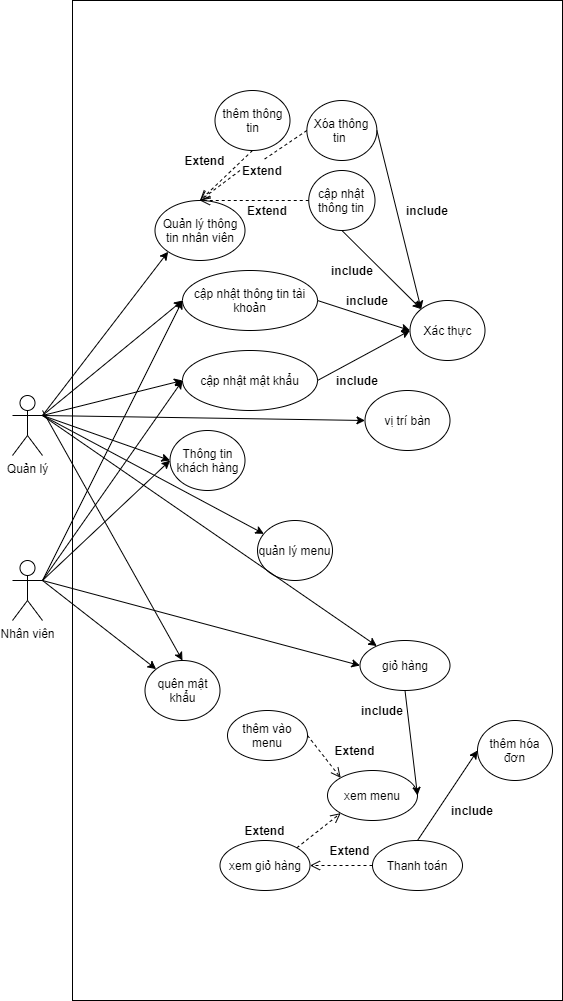 thêm thông
tin
Xóa thông
tin
Extend
Extend
cập nhật
thông tin
Extend
include
Quản lý thông
tin nhân viên
include
cập nhật thông tin tài
khoản
include
Xác thực
cập nhật mật khẩu
include
vị trí bàn
Quản lý
Thông tin
khách hàng
quản lý menu
Nhân viên
giỏ hàng
quên mật
khẩu
include
thêm vào
menu
Extend
thêm hóa
đơn
xem menu
include
Extend
Extend
xem giỏ hàng
Thanh toán